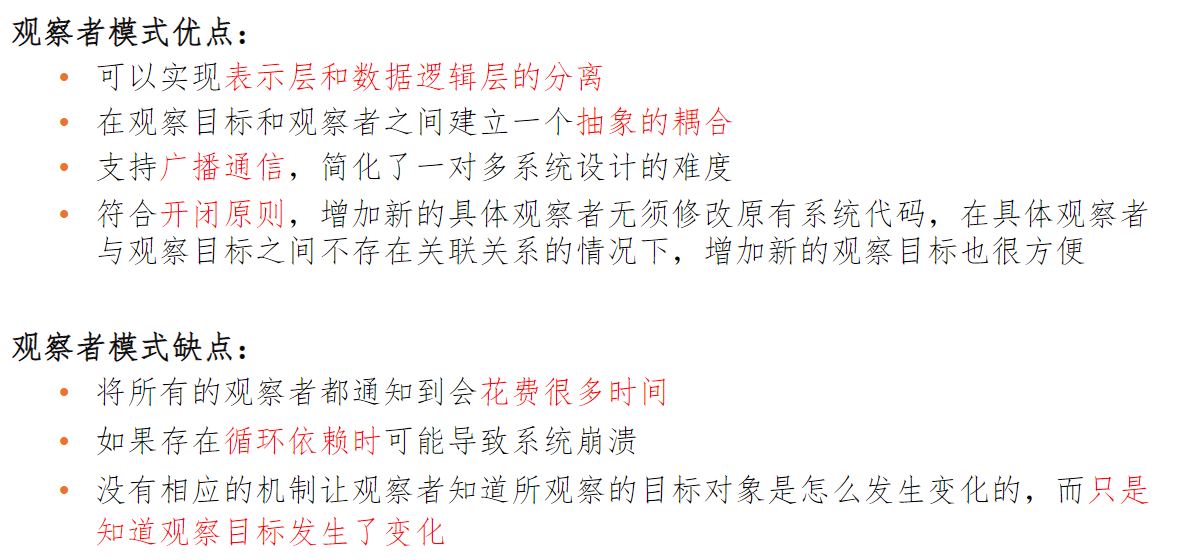 观察者模式优点：
• 可以实现表示层和数据逻辑层的分离
• 在观察目标和观察者之间建立一个抽象的耦合
• 支持广播通信，简化了一对多系统设计的难度
• 符合开闭原则，增加新的具体观察者无须修改原有系统代码，在具体观察者
与观察目标之间不存在关联关系的情况下，增加新的观察目标也很方便
观察者模式缺点：
• 将所有的观察者都通知到会花费很多时间
• 如果存在循环依赖时可能导致系统崩溃
• 没有相应的机制让观察者知道所观察的目标对象是怎么发生变化的，而只是
知道观察目标发生了变化